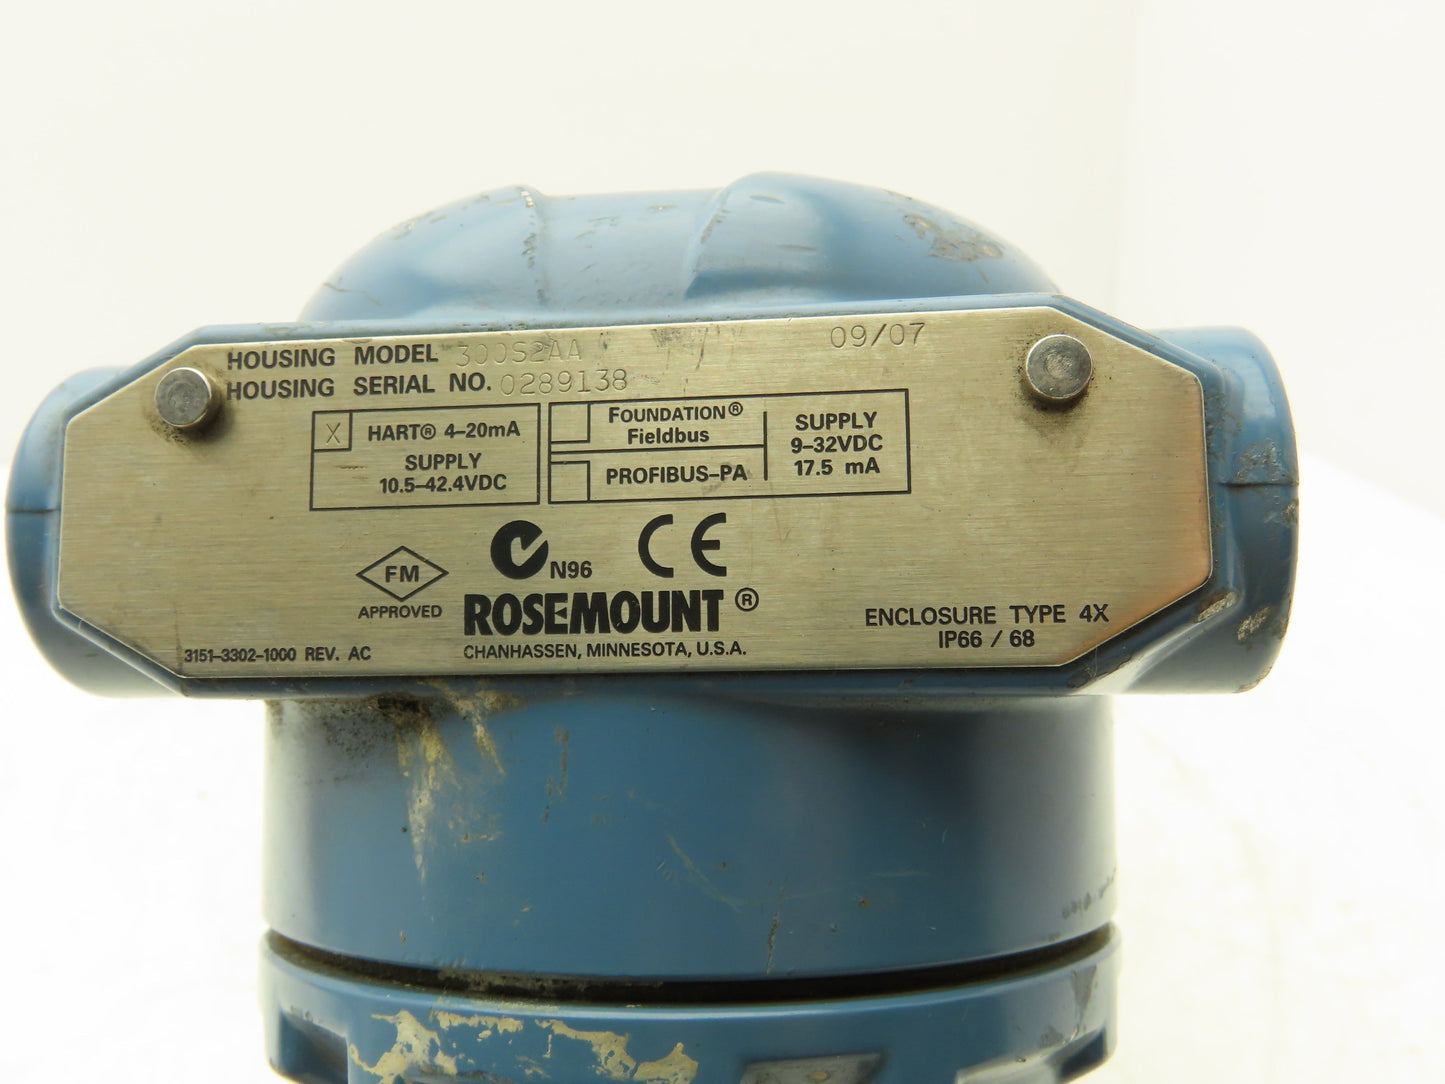 09/07
HOUSING MODEL 300S2AA
HOUSING SERIAL NO. 0289138
X HART® 4-20mA
SUPPLY
10.5-42.4VDC
FOUNDATION®
Fieldbus
PROFIBUS-PA
SUPPLY
9-32VDC
17.5 mA
N96
CE
FM
APPROVED
ROSEMOUNT®
CHANHASSEN, MINNESOTA, U.S.A.
3151-3302-1000 REV. AC
ENCLOSURE TYPE 4X
IP66 / 68